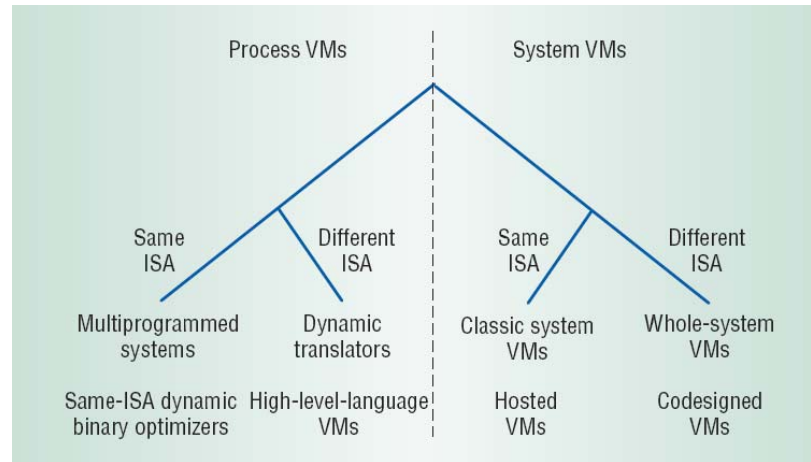 Process VMs
System VMs
Same
ISA
Different
ISA
Same
ISA
Different
ISA
Multiprogrammed
systems
Dynamic
translators
Classic system
VMs
Whole-system
VMs
Same-ISA dynamic
binary optimizers
High-level-language
VMs
Hosted
VMs
Codesigned
VMs